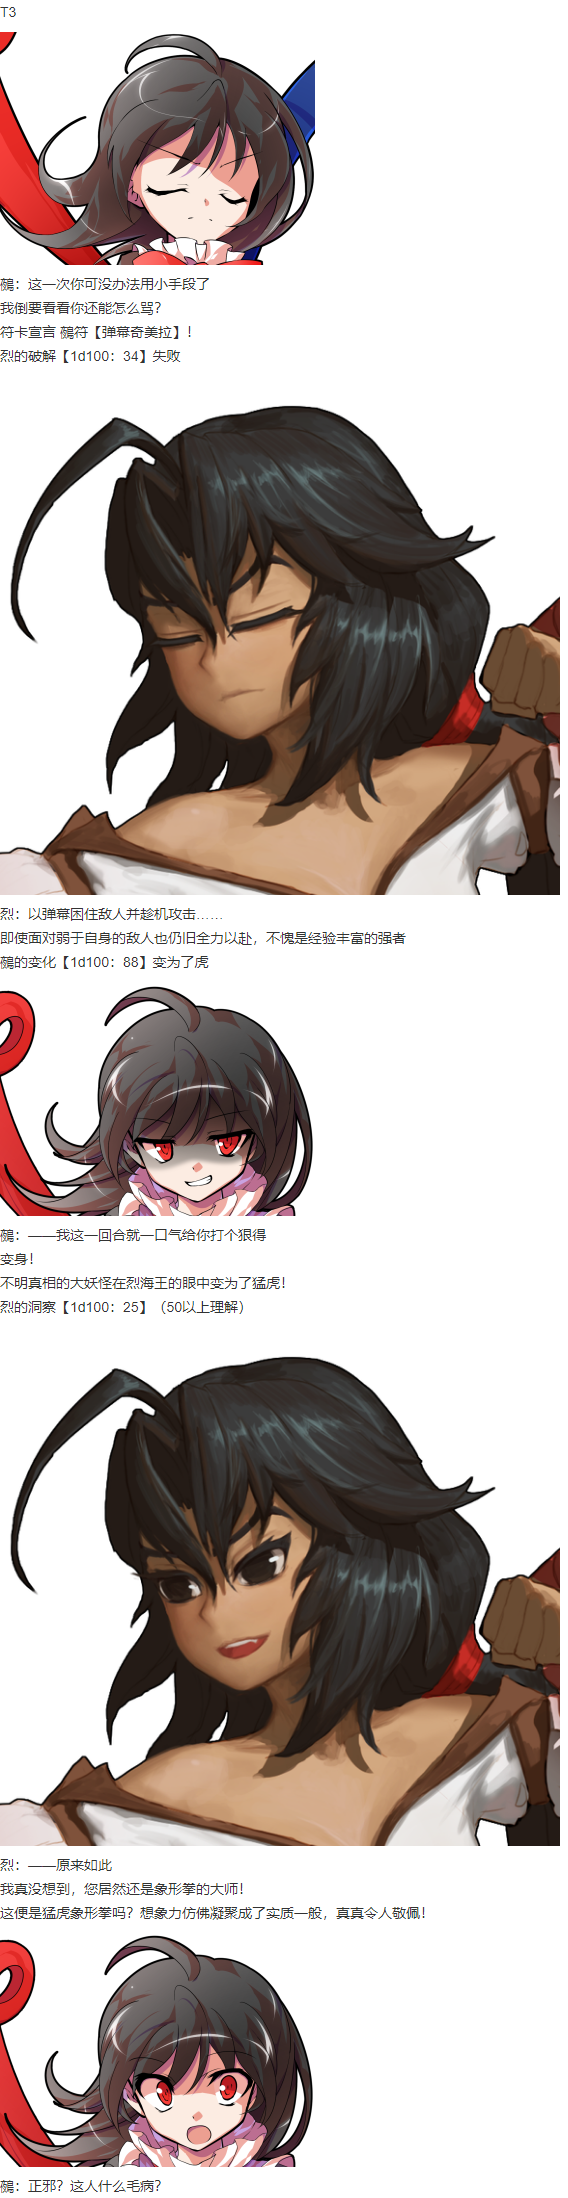 T3
鵺：这一次你可没办法用小手段了
我倒要看看你还能怎么骂？
符卡宣言 鵺符【弹幕奇美拉】！
烈的破解【1d100：34】失败
烈：以弹幕困住敌人并趁机攻击……
即使面对弱于自身的敌人也仍旧全力以赴，不愧是经验丰富的强者
鵺的变化【1d100：88】变为了虎
鵺：——我这一回合就一口气给你打个狠得
变身！
不明真相的大妖怪在烈海王的眼中变为了猛虎！
烈的洞察【1d100：25】（50以上理解）
烈：——原来如此
我真没想到，您居然还是象形拳的大师！
这便是猛虎象形拳吗？想象力仿佛凝聚成了实质一般，真真令人敬佩！
鵺：正邪？这人什么毛病？